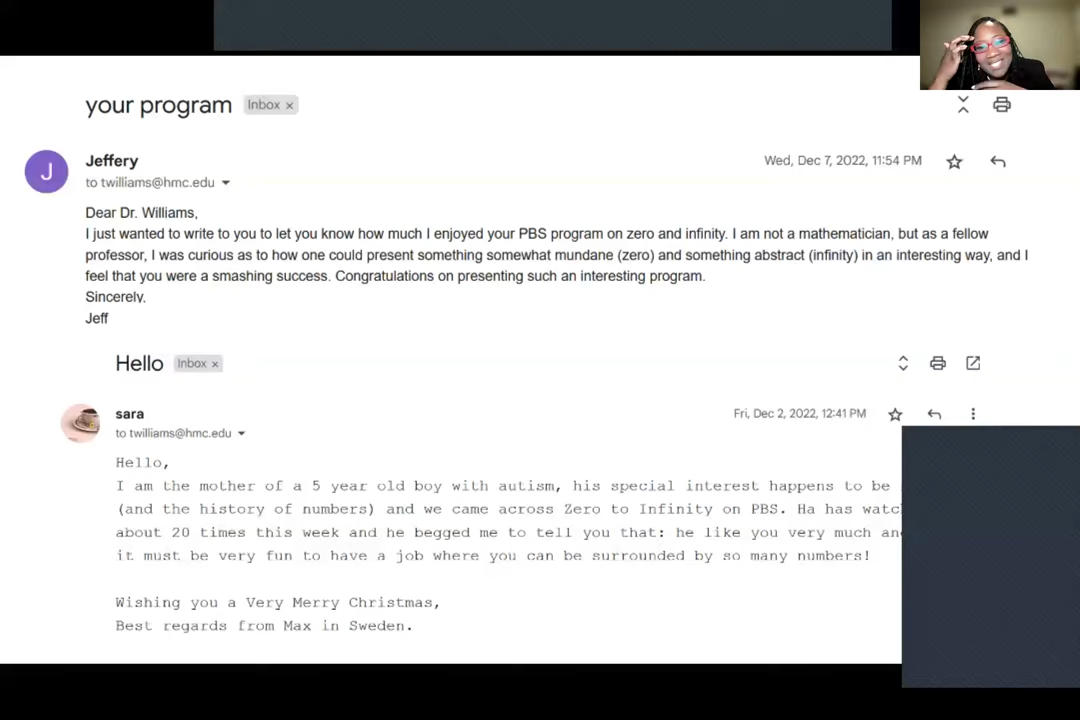 your program Inbox ×
J
Jeffery
Wed, Dec 7, 2022, 11:54 PM
to twilliams@hmc.edu
Dear Dr. Williams,
I just wanted to write to you to let you know how much I enjoyed your PBS program on zero and infinity. I am not a mathematician, but as a fellow
professor, I was curious as to how one could present something somewhat mundane (zero) and something abstract (infinity) in an interesting way, and I
feel that you were a smashing success. Congratulations on presenting such an interesting program.
Sincerely,
Jeff
Hello Inbox ×
sara
Fri, Dec 2, 2022, 12:41 PM
to twilliams@hmc.edu
Hello,
I am the mother of a 5 year old boy with autism, his special interest happens to be
(and the history of numbers) and we came across Zero to Infinity on PBS. Ha has watc
about 20 times this week and he begged me to tell you that: he like you very much an
it must be very fun to have a job where you can be surrounded by so many numbers!
Wishing you a Very Merry Christmas,
Best regards from Max in Sweden.